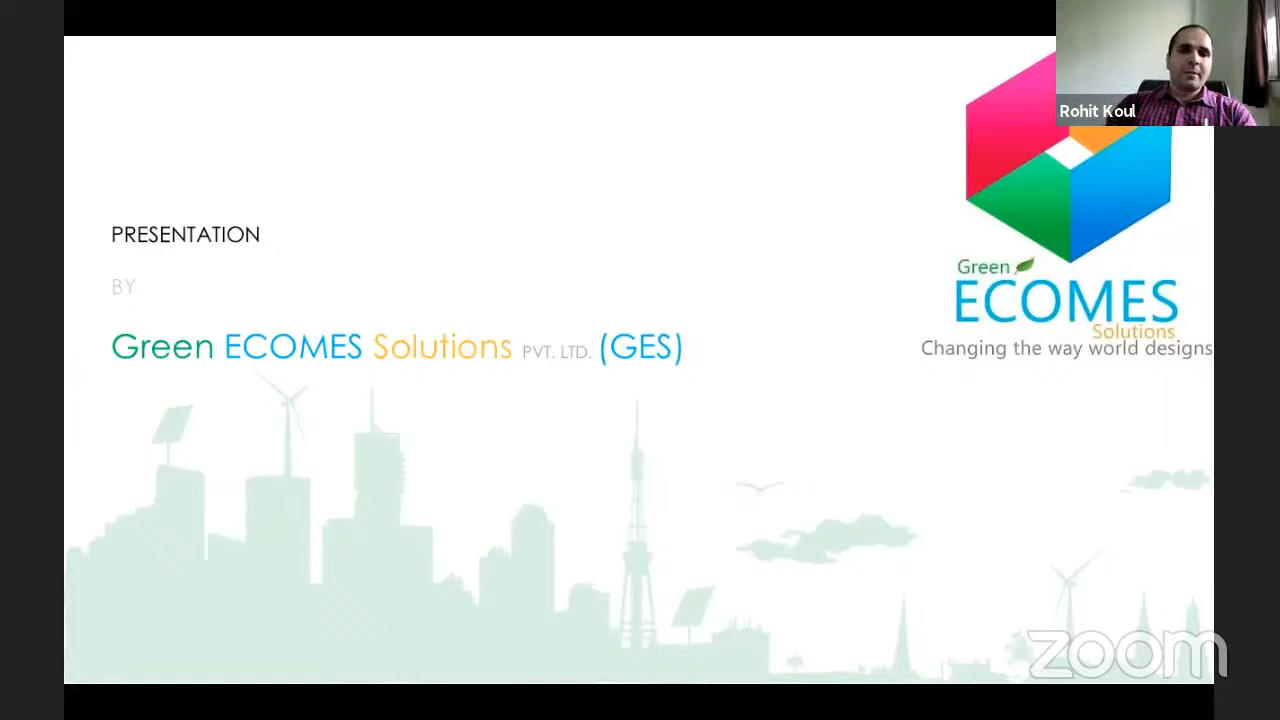 Rohit Koul
PRESENTATION
BY
Green ECOMES Solutions PVT. LTD. (GES)
Green
ECOMES
Solutions
Changing the way world designs
zoom